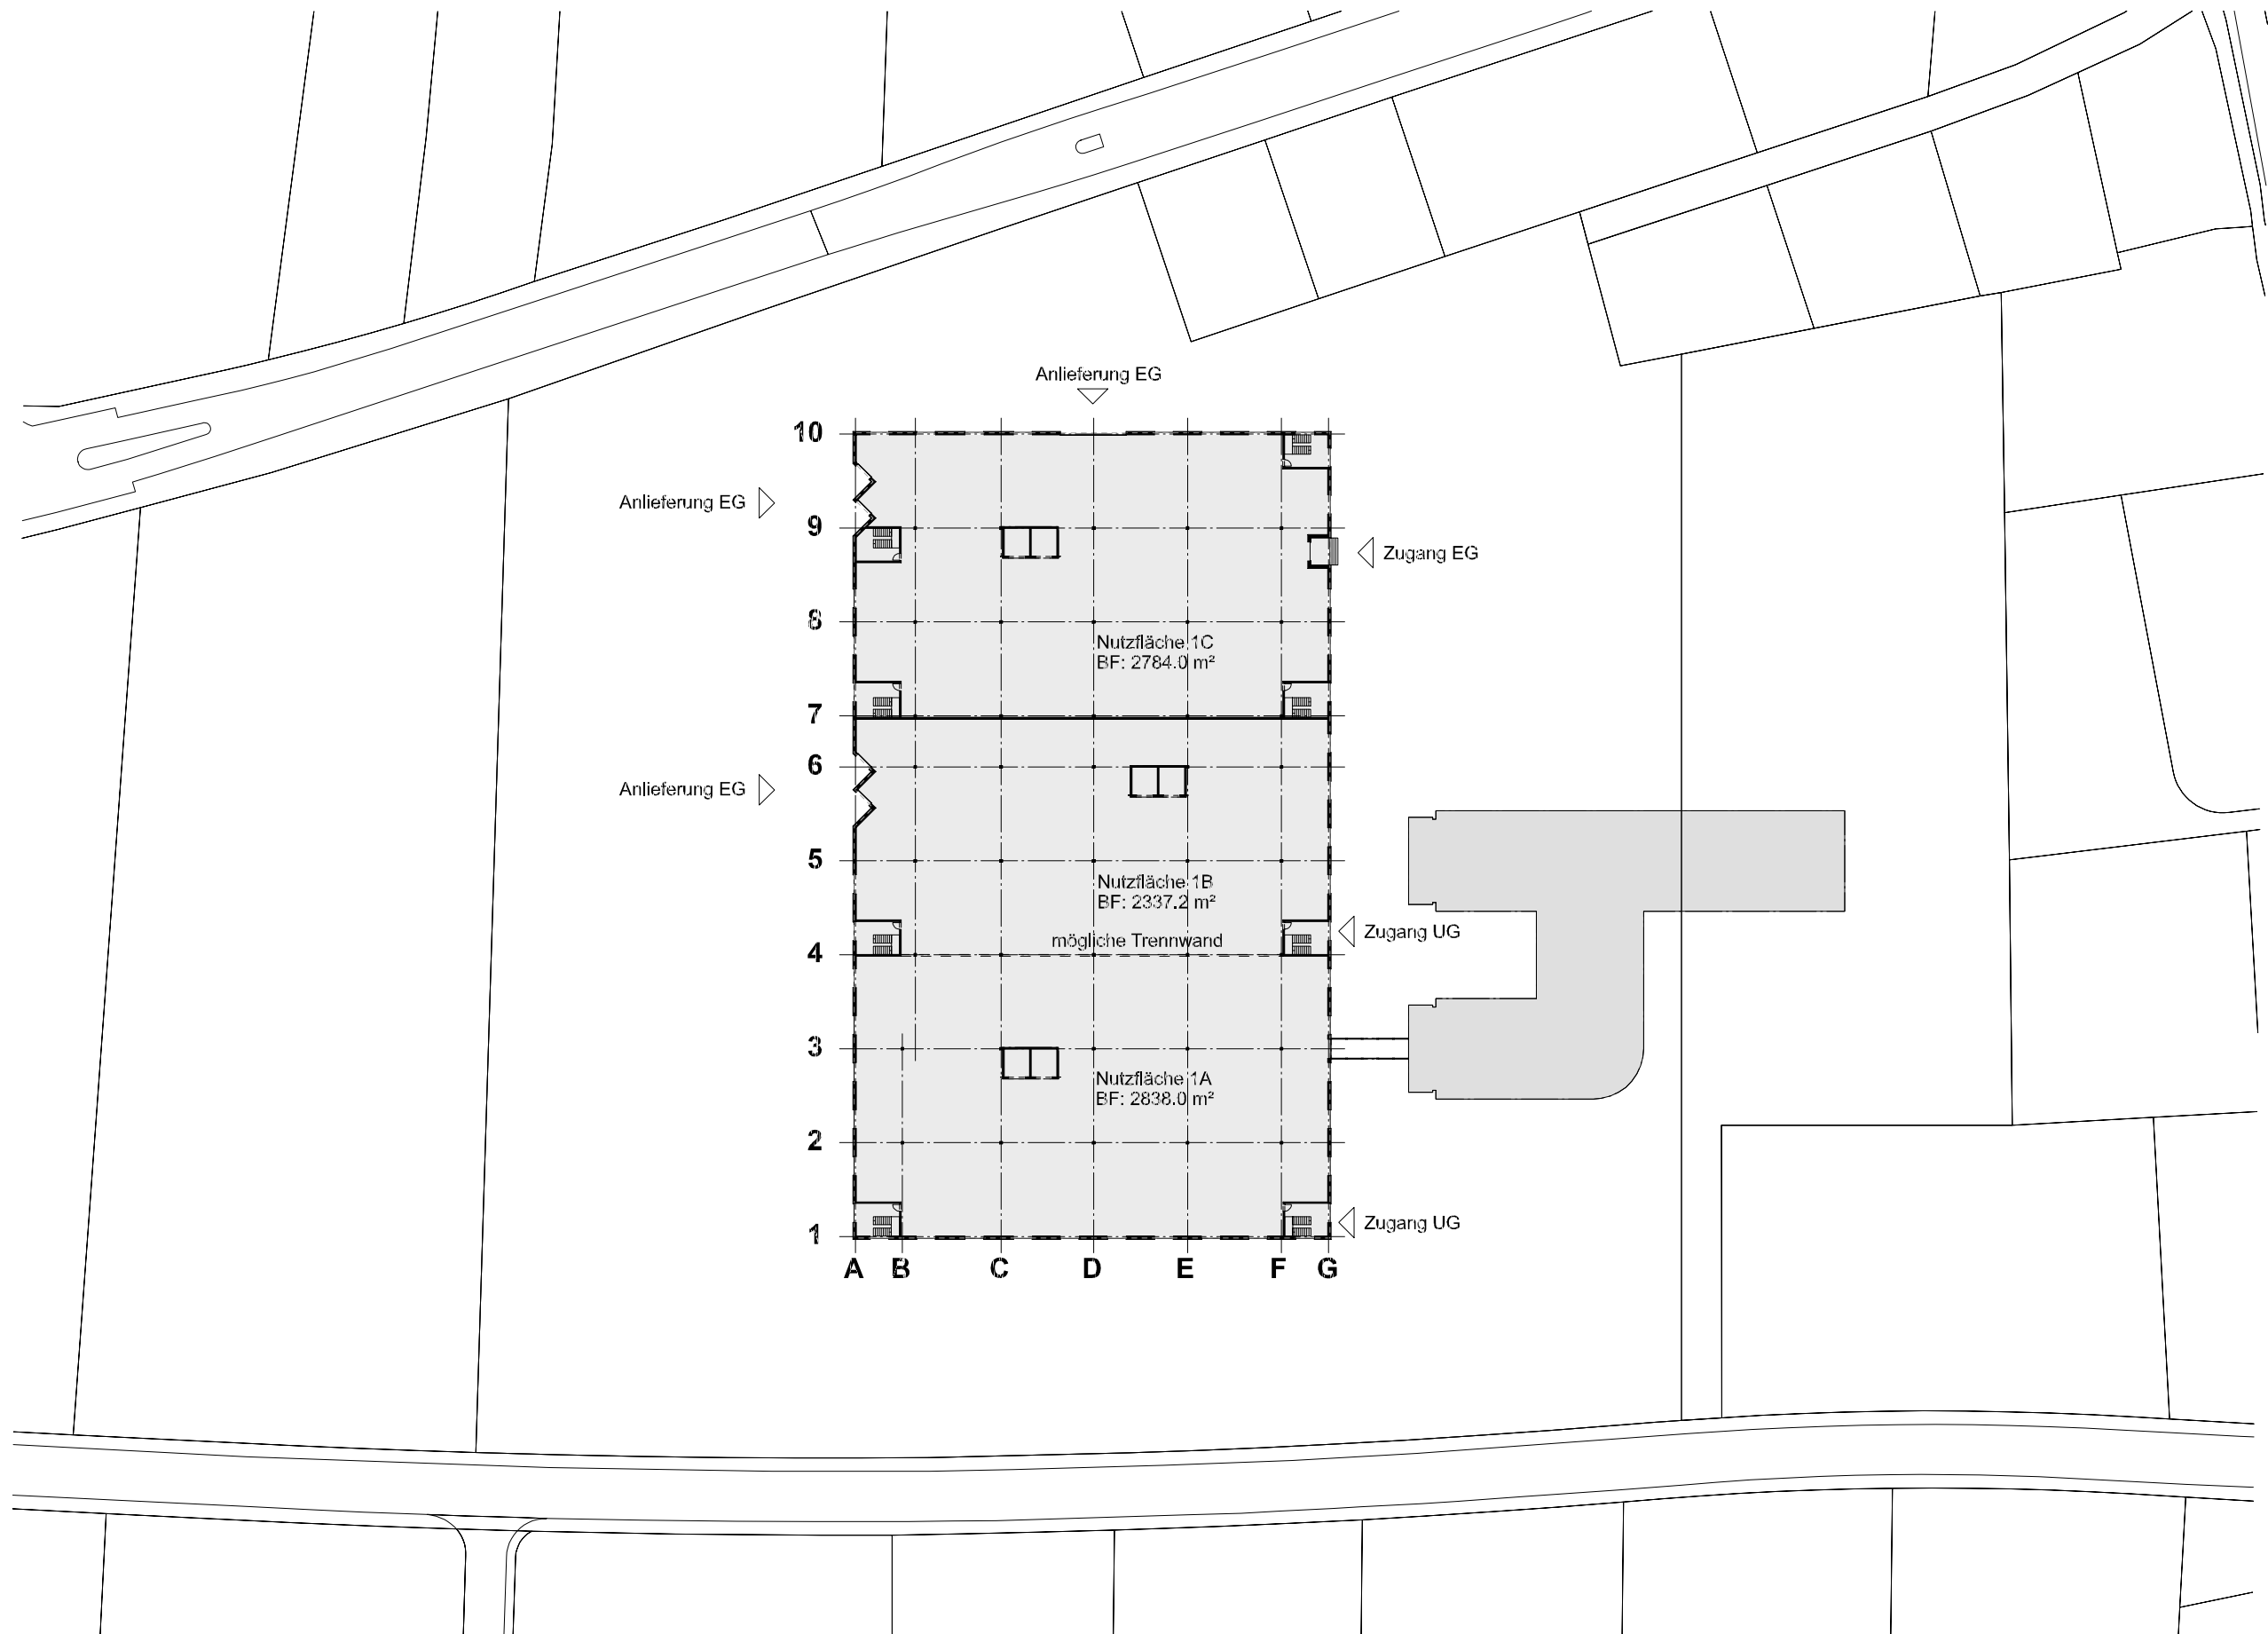 Anlieferung EG
10
Anlieferung EG
9
Zugang EG
8
Nutzfläche 1C
BF: 2784.0 m²
7
6
Anlieferung EG
5
Nutzfläche 1B
BF: 2337.2 m²
Zugang UG
mögliche Trennwand
4
3
Nutzfläche 1A
BF: 2838.0 m²
2
Zugang UG
1
A B C D E F G